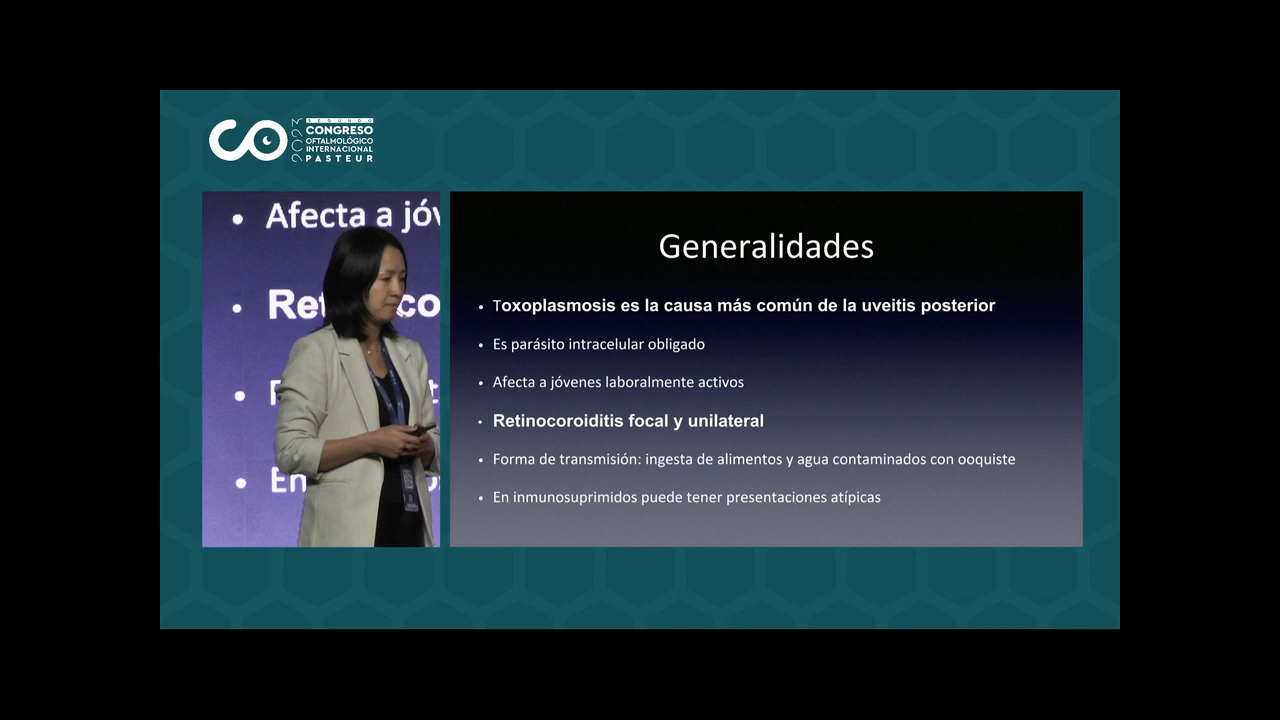 SEGUNDO
CONGRESO
OFTALMOLÓGICO
INTERNACIONAL
PASTEUR
2023
Afecta a jóv
Generalidades
Toxoplasmosis es la causa más común de la uveitis posterior
Es parásito intracelular obligado
Afecta a jóvenes laboralmente activos
Retinocoroiditis focal y unilateral
Forma de transmisión: ingesta de alimentos y agua contaminados con ooquiste
En inmunosuprimidos puede tener presentaciones atípicas